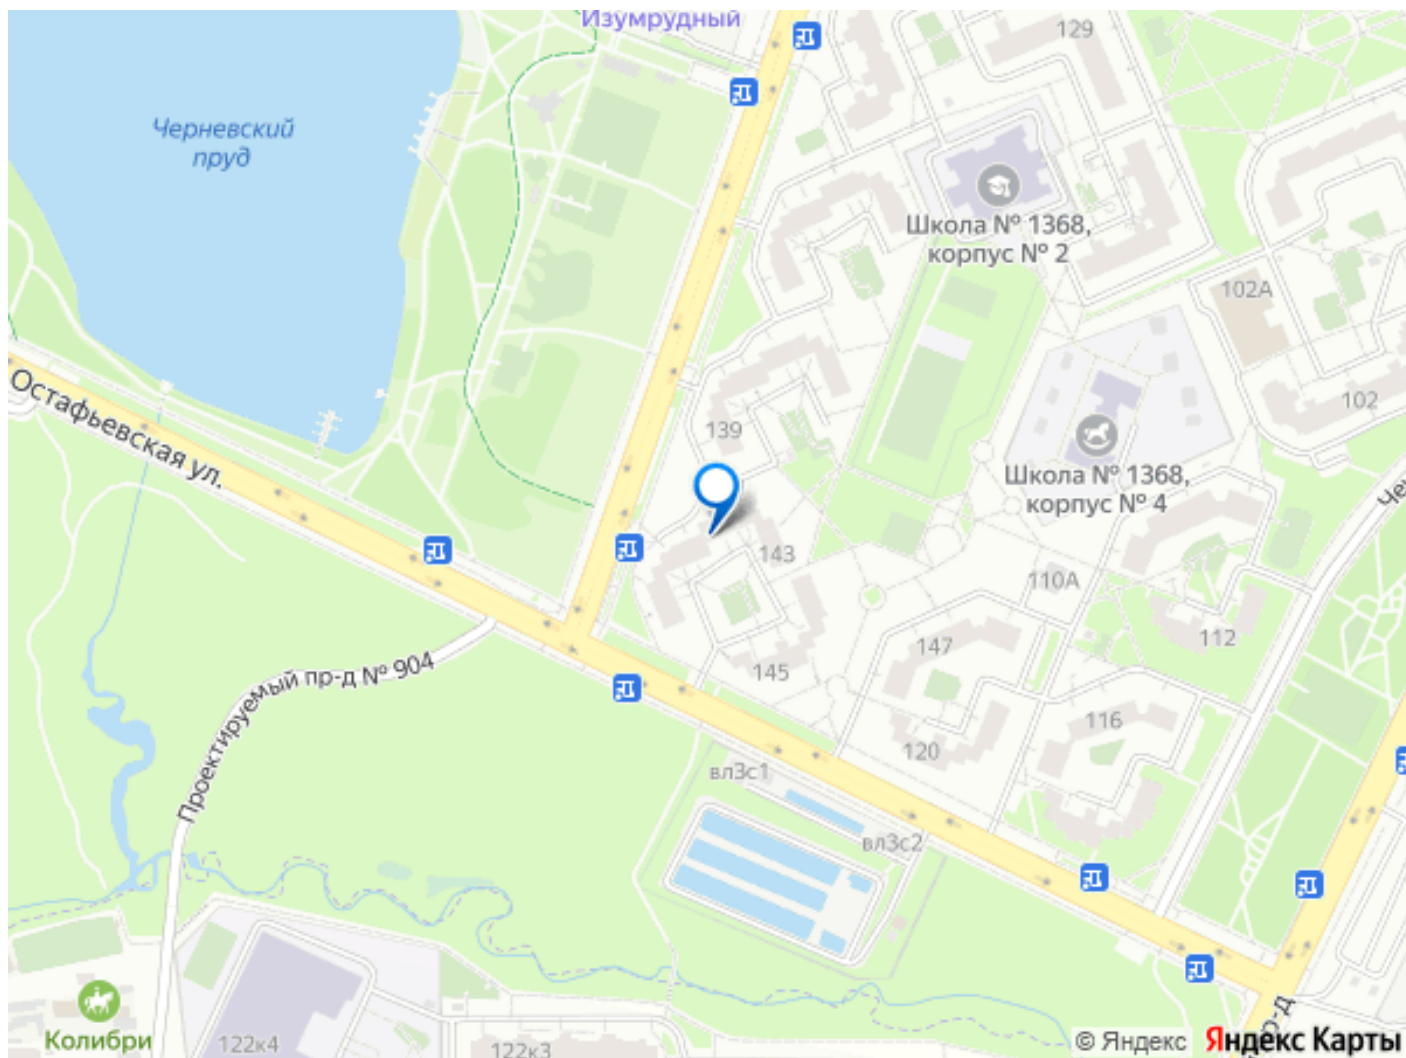 Изумрудный
129
Черневский
пруд
Школа № 1368,
корпус № 2
102А
Остафьевская ул.
102
139
Школа № 1368,
корпус № 4
143
110А
112
147
145
Проектируемый пр-д № 904
116
120
вл3с1
вл3с2
Колибри
122к4
122к3
© Яндекс
Яндекс Карты